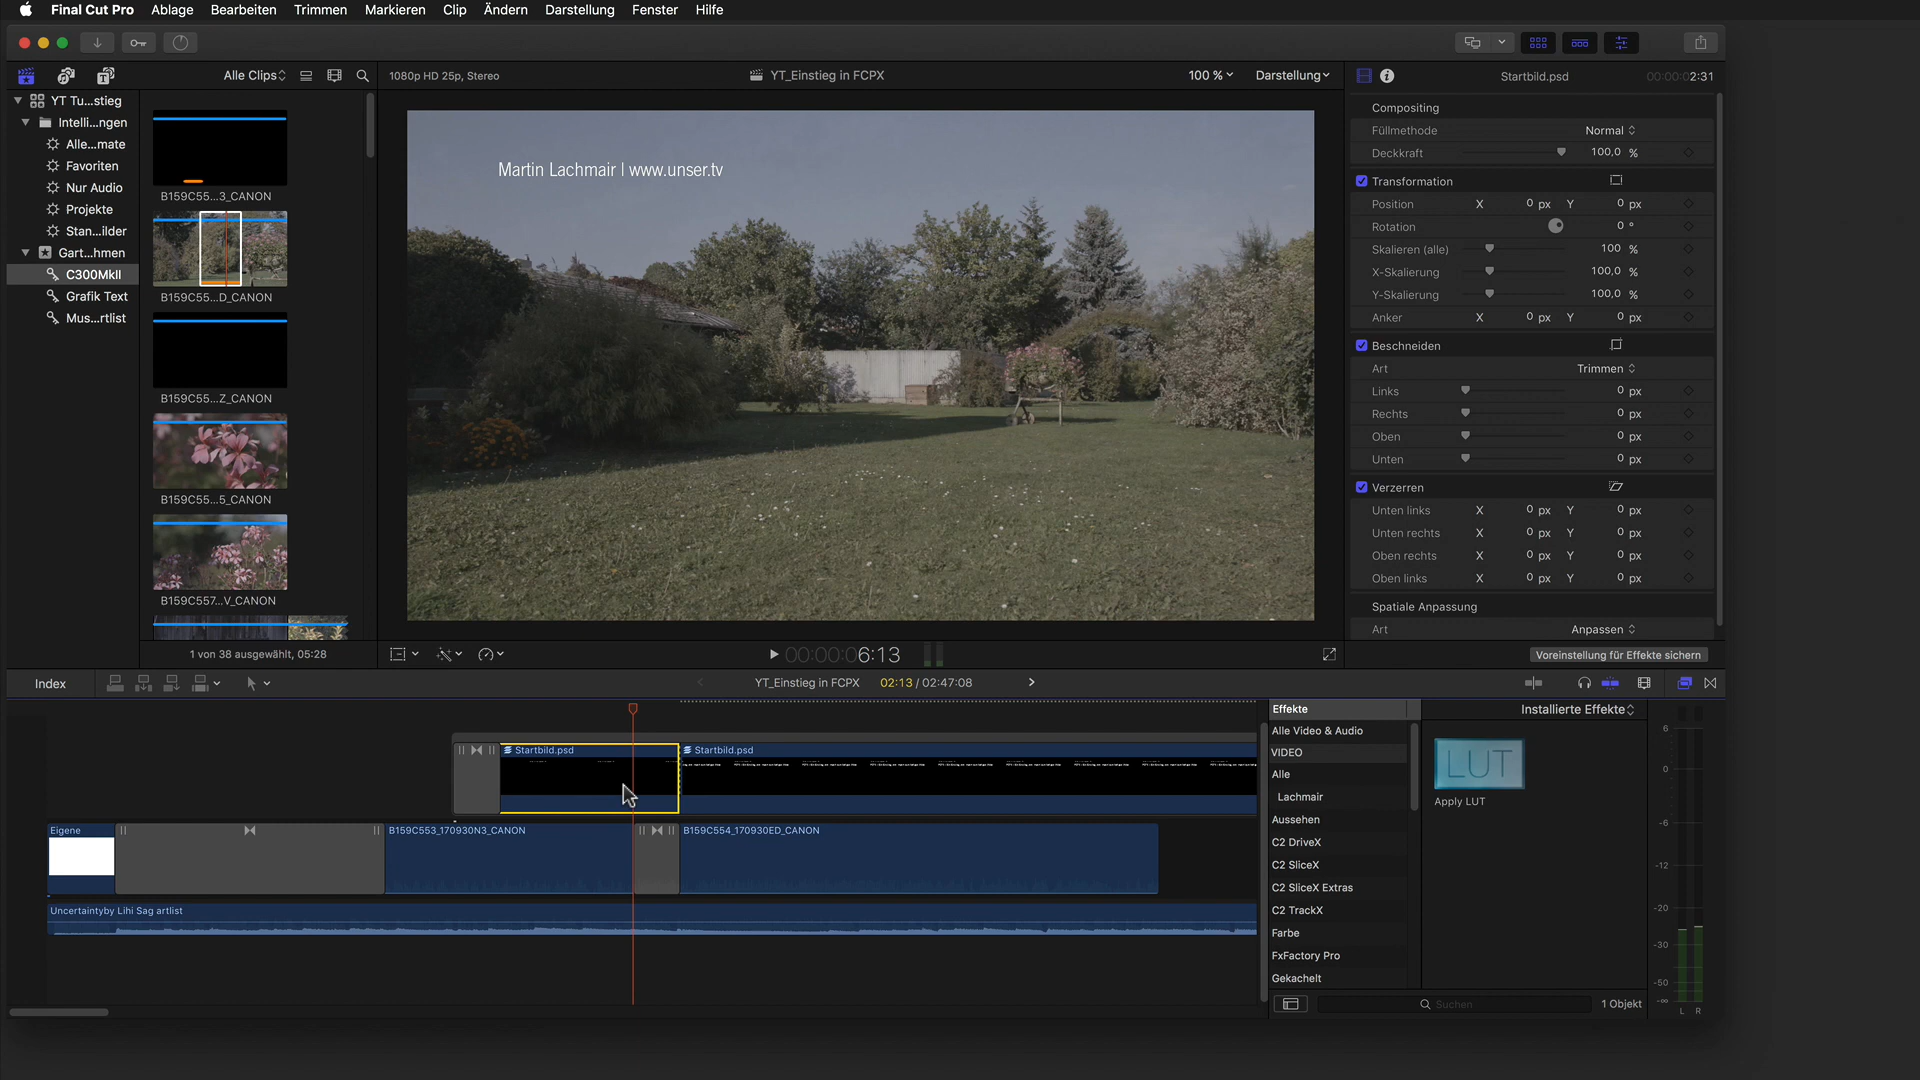 Final Cut Pro Ablage Bearbeiten Trimmen Markieren Clip Ändern Darstellung Fenster Hilfe
Alle Clips
1080p HD 25p, Stereo
YT_Einstieg in FCPX
100 %
Darstellung
Startbild.psd
00:00:02:31
YT Tu...stieg
Intelli...ngen
Alle...mate
Favoriten
Nur Audio
Projekte
Stan...ilder
Gart...hmen
C300MkII
Grafik Text
Mus...rtlist
B159C55...3_CANON
B159C55...D_CANON
B159C55...Z_CANON
B159C55...5_CANON
B159C557...V_CANON
1 von 38 ausgewählt, 05:28
Martin Lachmair | www.unser.tv
00:00:06:13
Compositing
Füllmethode Normal
Deckkraft 100,0 %
Transformation
Position X 0 px Y 0 px
Rotation 0 °
Skalieren (alle) 100 %
X-Skalierung 100,0 %
Y-Skalierung 100,0 %
Anker X 0 px Y 0 px
Beschneiden
Art Trimmen
Links 0 px
Rechts 0 px
Oben 0 px
Unten 0 px
Verzerren
Unten links X 0 px Y 0 px
Unten rechts X 0 px Y 0 px
Oben rechts X 0 px Y 0 px
Oben links X 0 px Y 0 px
Spatiale Anpassung
Art Anpassen
Voreinstellung für Effekte sichern
Index
YT_Einstieg in FCPX 02:13 / 02:47:08
Startbild.psd
Startbild.psd
Eigene
B159C553_170930N3_CANON
B159C554_170930ED_CANON
Uncertaintyby Lihi Sag artlist
Effekte
Installierte Effekte
Alle Video & Audio
VIDEO
Alle
Lachmair
Aussehen
C2 DriveX
C2 SliceX
C2 SliceX Extras
C2 TrackX
Farbe
FxFactory Pro
Gekachelt
LUT
Apply LUT
Suchen
1 Objekt
6
0
-6
-12
-20
-30
-50
-∞
L R